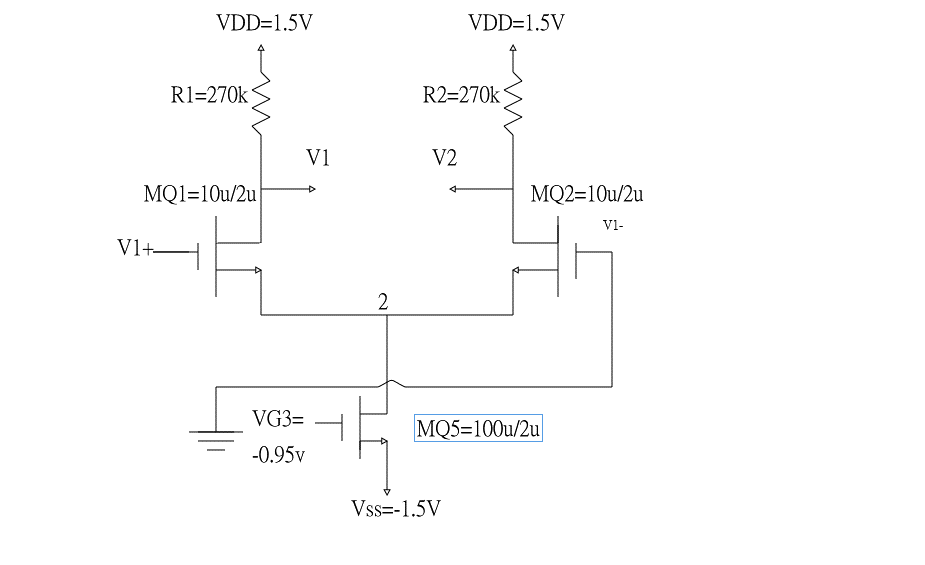 VDD=1.5V
VDD=1.5V
R1=270k
R2=270k
V1
V2
MQ1=10u/2u
MQ2=10u/2u
V1-
V1+
2
VG3=
-0.95v
MQ5=100u/2u
Vss=-1.5V